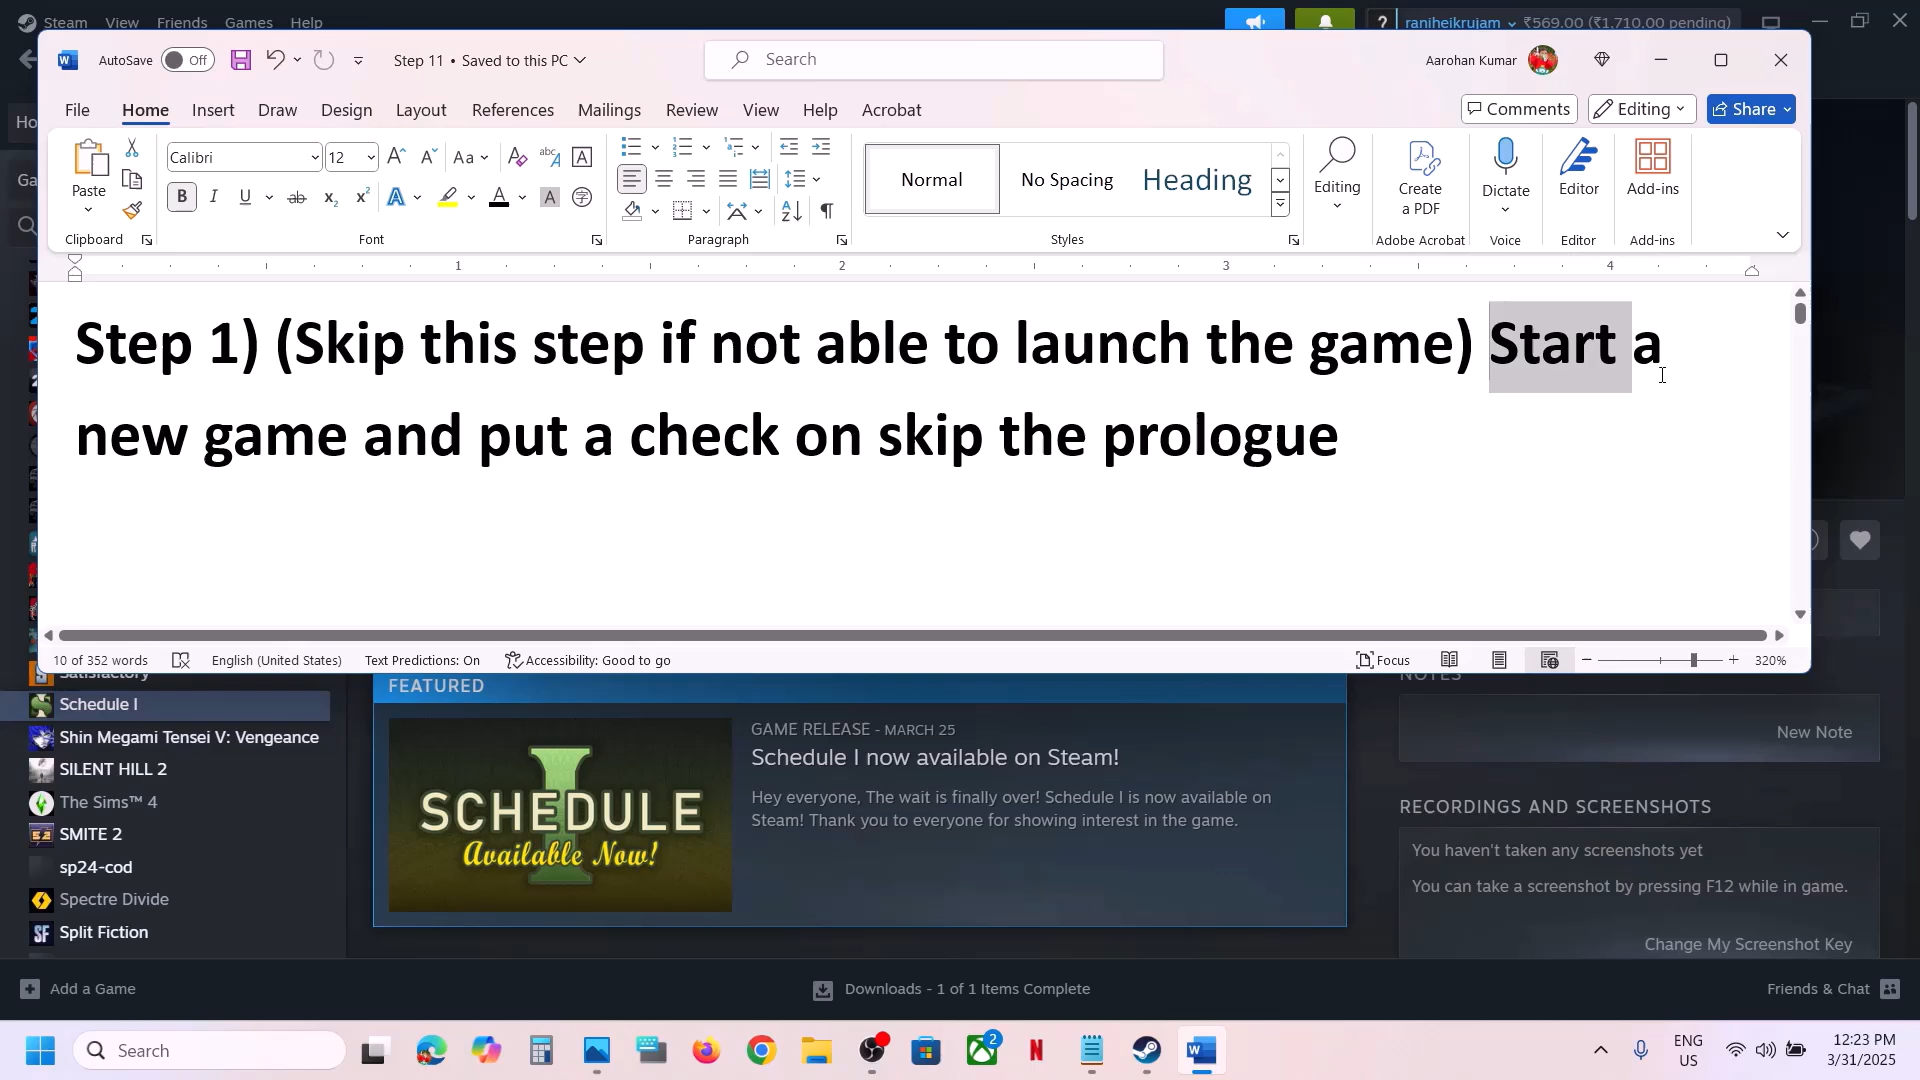 Steam View Friends Games Help
raniheikrujam ₹569.00 (₹1,710.00 pending)
AutoSave Off
Step 11 • Saved to this PC
Search
Aarohan Kumar
File Home Insert Draw Design Layout References Mailings Review View Help Acrobat
Comments Editing Share
Paste
Calibri 12
Normal No Spacing Heading
Editing
Create a PDF
Dictate
Editor
Add-ins
Clipboard Font Paragraph Styles Adobe Acrobat Voice Editor Add-ins
1 2 3 4
Step 1) (Skip this step if not able to launch the game) Start a
new game and put a check on skip the prologue
10 of 352 words English (United States) Text Predictions: On Accessibility: Good to go Focus 320%
Satisfactory
Schedule I
Shin Megami Tensei V: Vengeance
SILENT HILL 2
The Sims™ 4
SMITE 2
sp24-cod
Spectre Divide
Split Fiction
FEATURED
SCHEDULE I
Available Now!
GAME RELEASE - MARCH 25
Schedule I now available on Steam!
Hey everyone, The wait is finally over! Schedule I is now available on
Steam! Thank you to everyone for showing interest in the game.
NOTES
New Note
RECORDINGS AND SCREENSHOTS
You haven't taken any screenshots yet
You can take a screenshot by pressing F12 while in game.
Change My Screenshot Key
Add a Game
Downloads - 1 of 1 Items Complete
Friends & Chat
Search
2
ENG
US
12:23 PM
3/31/2025